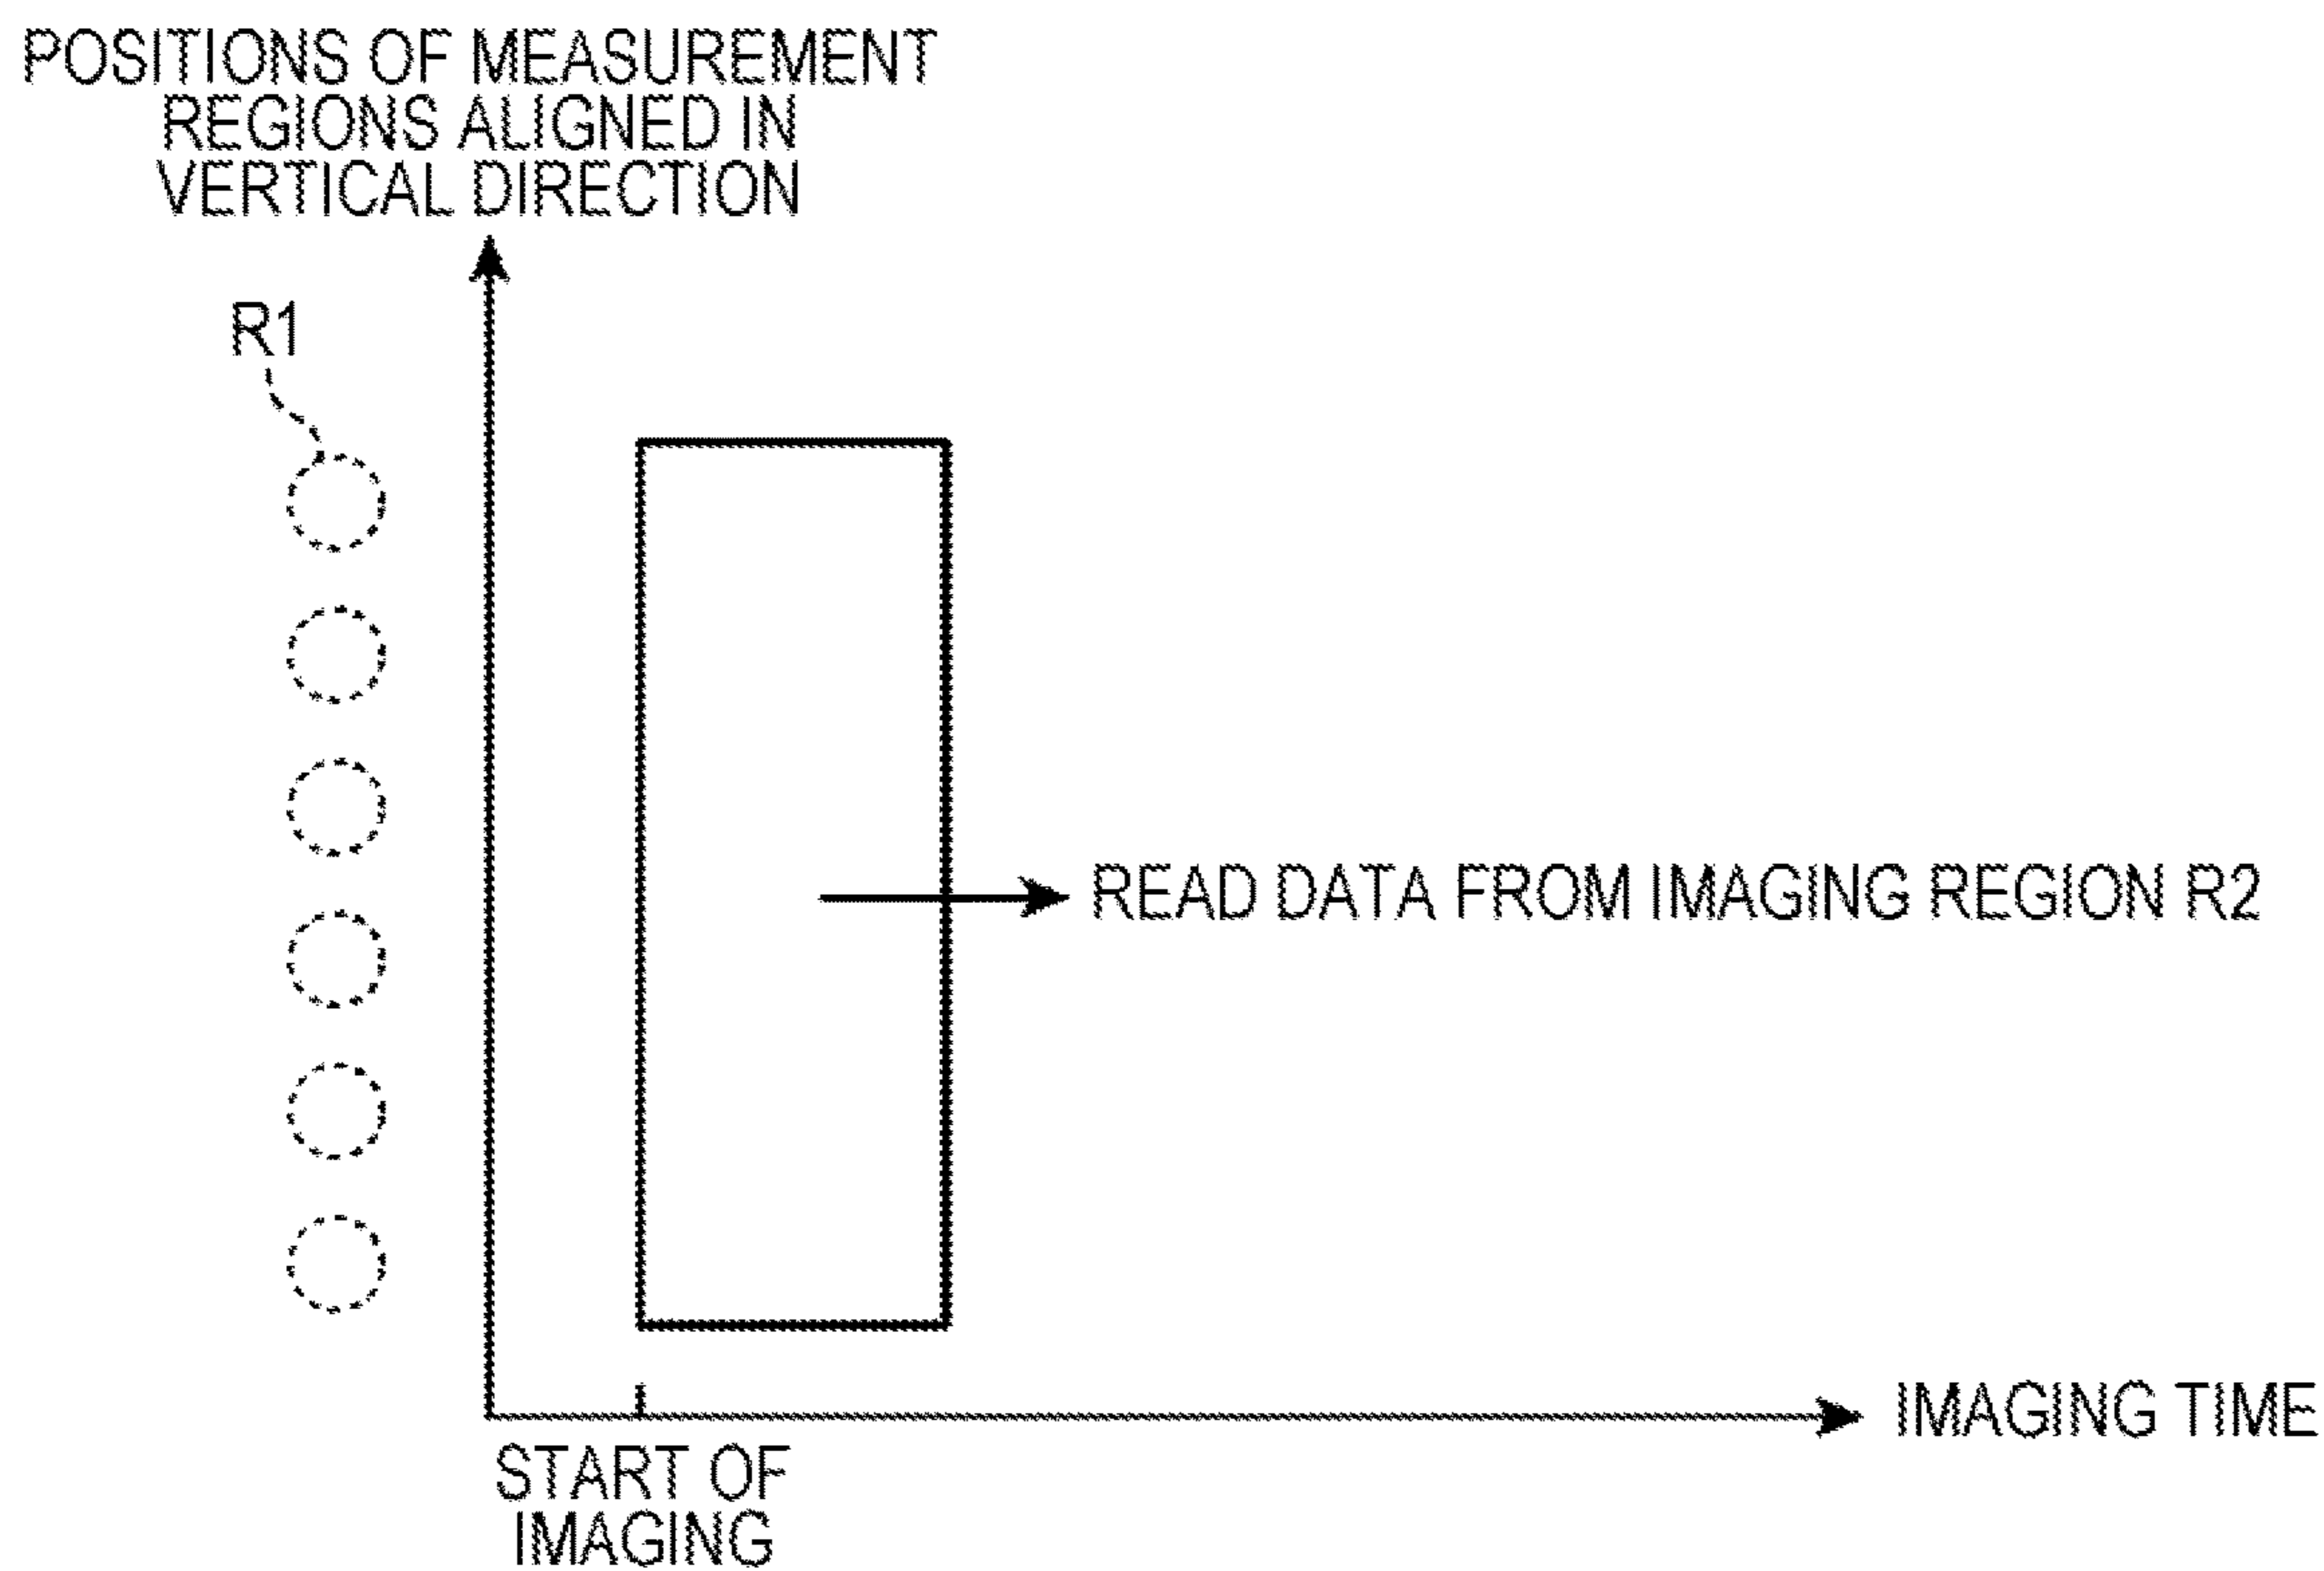 POSITIONS OF MEASUREMENT
REGIONS ALIGNED IN
VERTICAL DIRECTION
R1
READ DATA FROM IMAGING REGION R2
IMAGING TIME
START OF
IMAGING